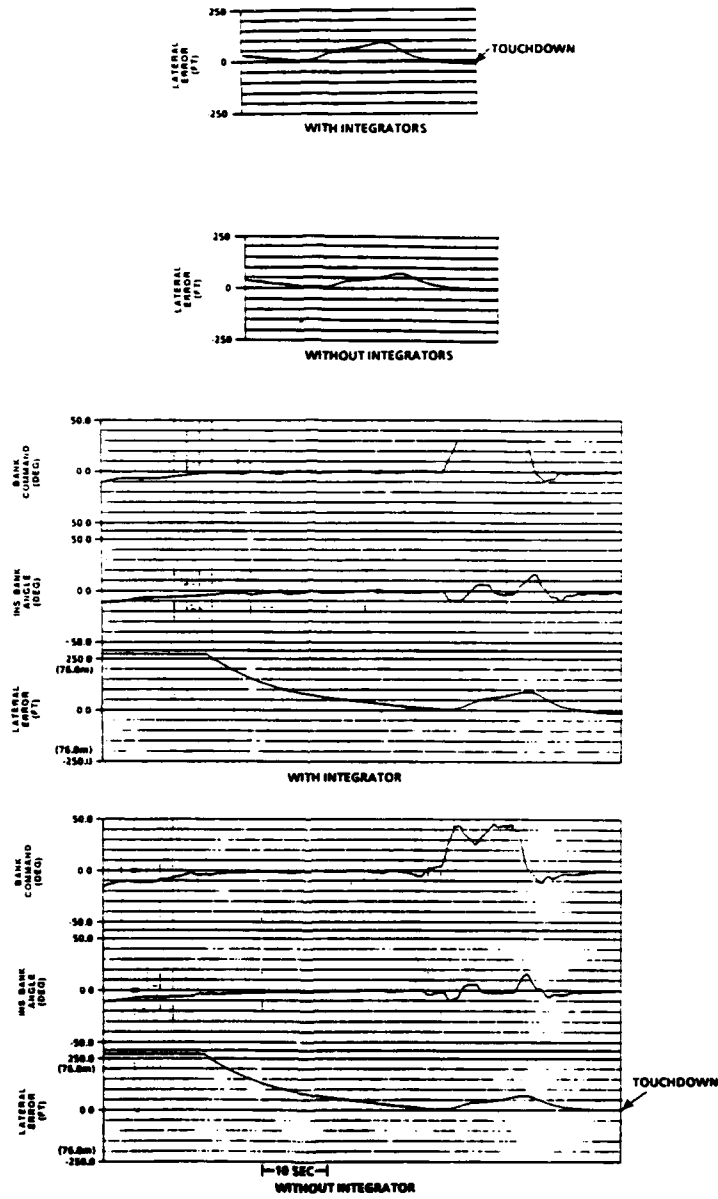 250
LATERAL
ERROR
(FT)
0
TOUCHDOWN
-250
WITH INTEGRATORS
250
LATERAL
ERROR
(FT)
0
-250
WITHOUT INTEGRATORS
50.0
BANK
COMMAND
(DEG)
0 0
50 0
50.0
INS BANK
ANGLE
(DEG)
0 0
-50.0
250.0
(76.0m)
LATERAL
ERROR
(FT)
0 0
(76.0m)
-250.0
WITH INTEGRATOR
50.0
BANK
COMMAND
(DEG)
0 0
-50.0
50.0
INS BANK
ANGLE
(DEG)
0 0
-50.0
250.0
(76.0m)
LATERAL
ERROR
(FT)
0.0
TOUCHDOWN
(76.0m)
-250.0
10 SEC
WITHOUT INTEGRATOR